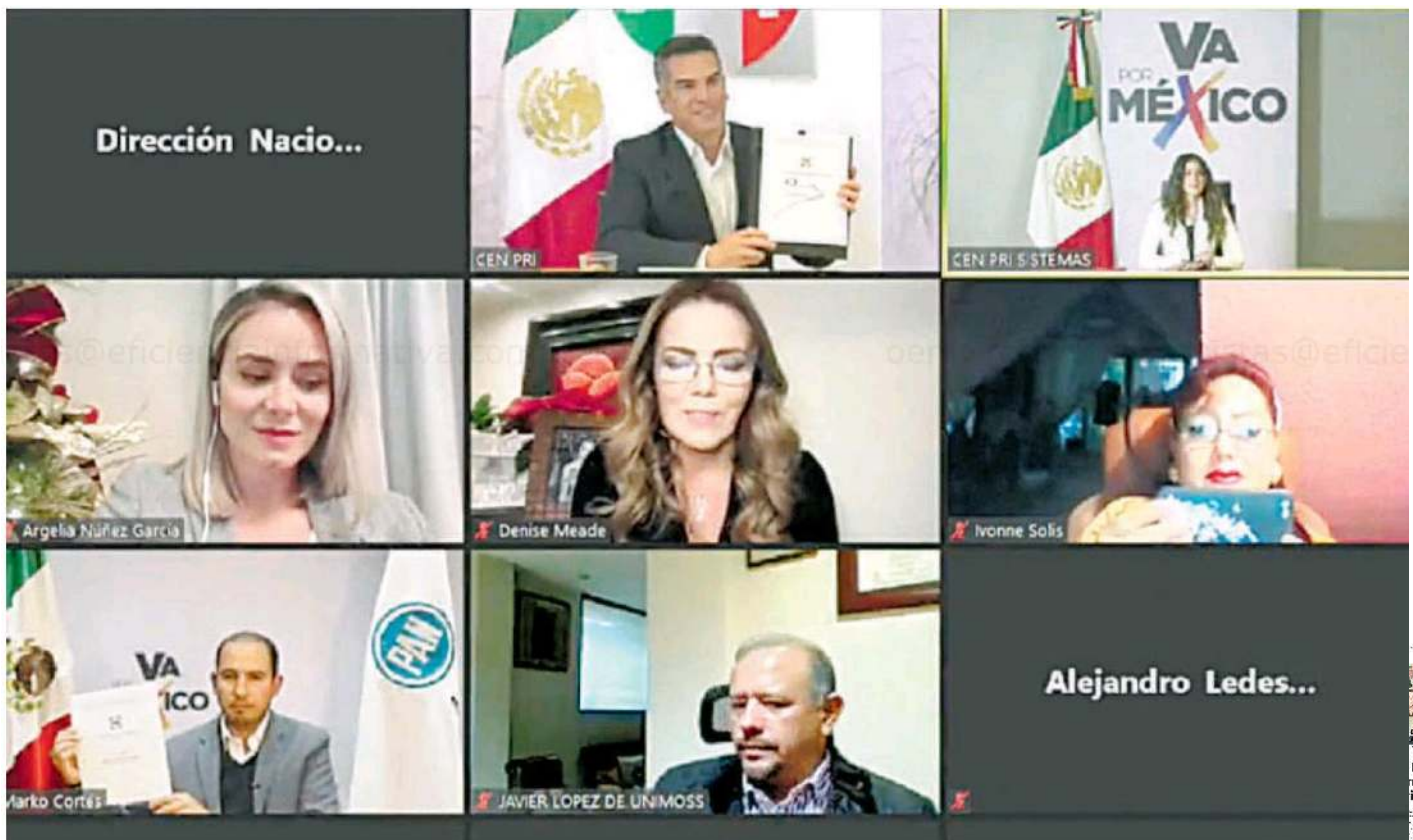 Dirección Nacio...
CEN PRI
VA
POR
MÉXICO
CEN PRI SISTEMAS
Argelia Núñez García
Denise Meade
Ivonne Solis
VA
ICO
PAN
Marko Cortés
JAVIER LOPEZ DE UNIMOSS
Alejandro Ledes...